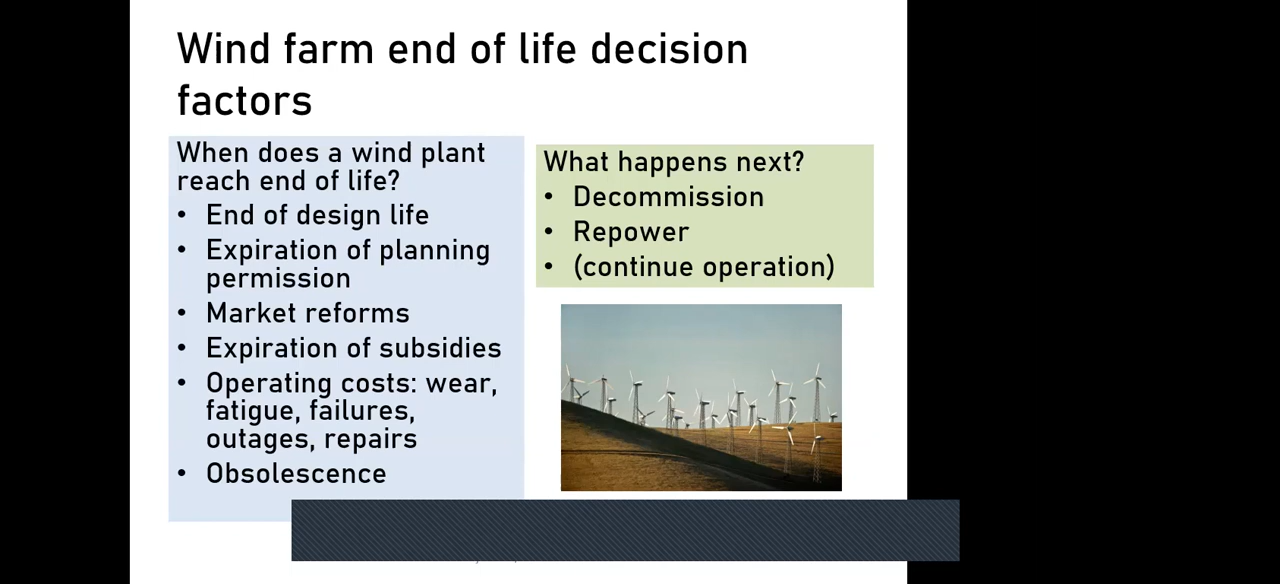 Wind farm end of life decision
factors
When does a wind plant
reach end of life?
• End of design life
• Expiration of planning
permission
• Market reforms
• Expiration of subsidies
• Operating costs: wear,
fatigue, failures,
outages, repairs
• Obsolescence
What happens next?
• Decommission
• Repower
• (continue operation)